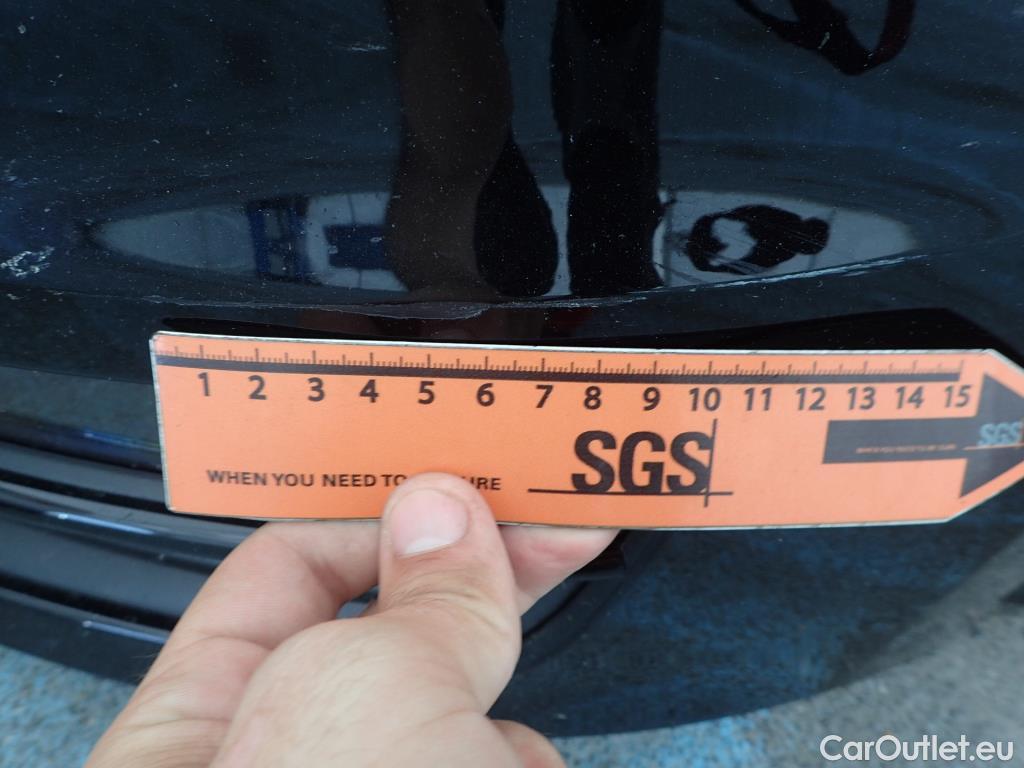 1 2 3 4 5 6 7 8 9 10 11 12 13 14 15
SGS
WHEN YOU NEED TO URE
SGS
CarOutlet.eu